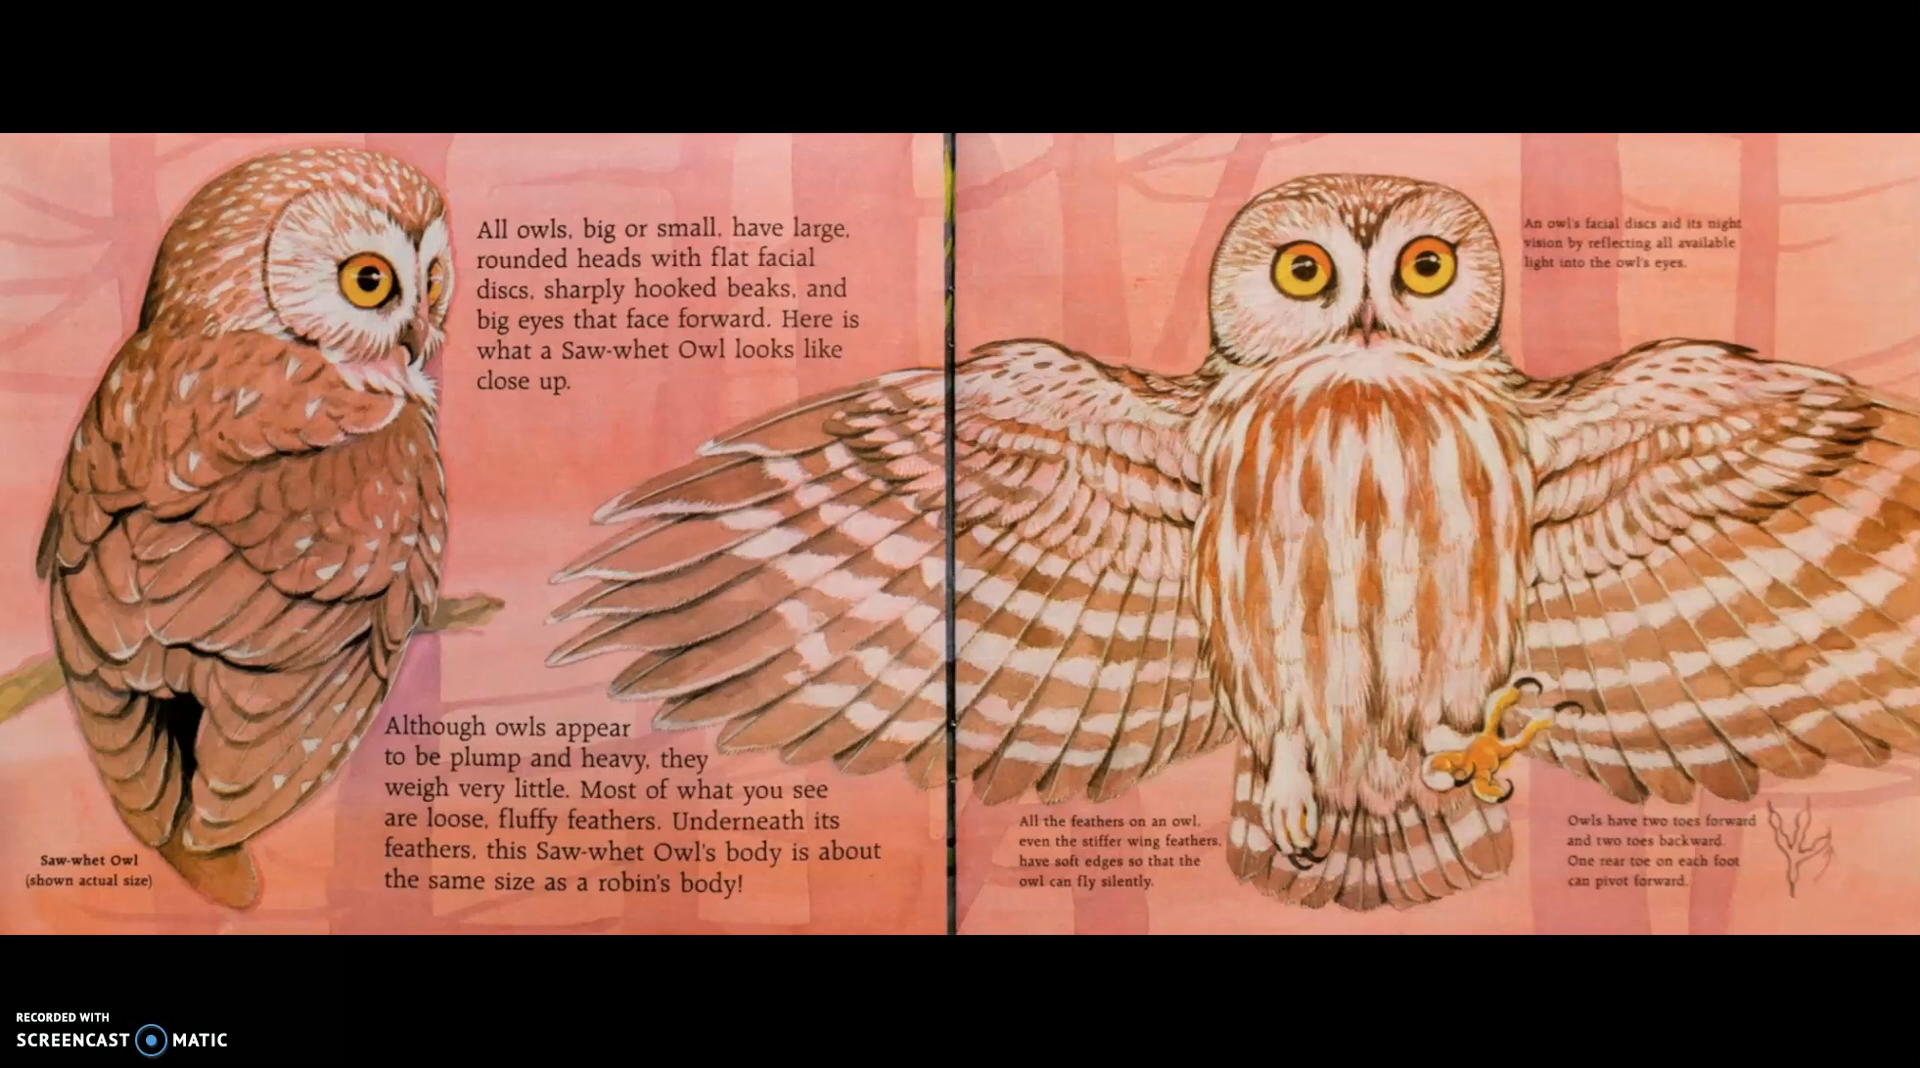 All owls, big or small, have large,
rounded heads with flat facial
discs, sharply hooked beaks, and
big eyes that face forward. Here is
what a Saw-whet Owl looks like
close up.
Although owls appear
to be plump and heavy, they
weigh very little. Most of what you see
are loose, fluffy feathers. Underneath its
feathers, this Saw-whet Owl's body is about
the same size as a robin's body!
Saw-whet Owl
(shown actual size)
An owl's facial discs aid its night
vision by reflecting all available
light into the owl's eyes.
All the feathers on an owl,
even the stiffer wing feathers,
have soft edges so that the
owl can fly silently.
Owls have two toes forward
and two toes backward.
One rear toe on each foot
can pivot forward.
RECORDED WITH
SCREENCAST MATIC